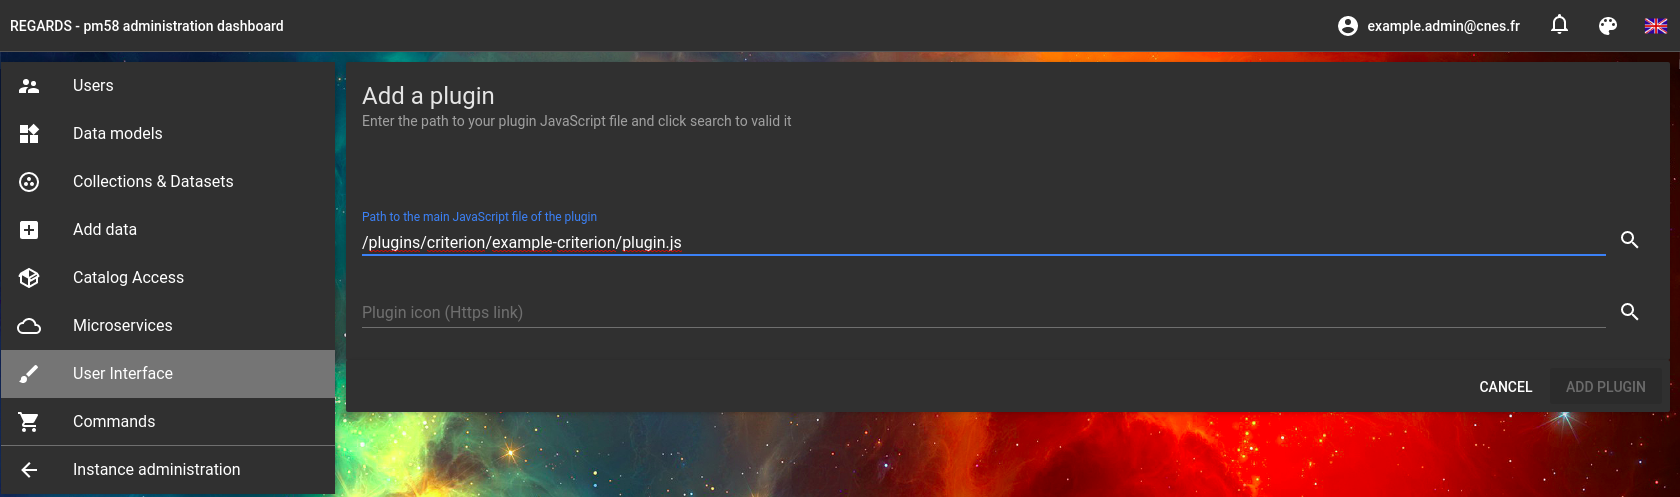 REGARDS - pm58 administration dashboard
example.admin@cnes.fr
Users
Data models
Collections & Datasets
Add data
Catalog Access
Microservices
User Interface
Commands
Instance administration
Add a plugin
Enter the path to your plugin JavaScript file and click search to valid it
Path to the main JavaScript file of the plugin
/plugins/criterion/example-criterion/plugin.js
Plugin icon (Https link)
CANCEL
ADD PLUGIN